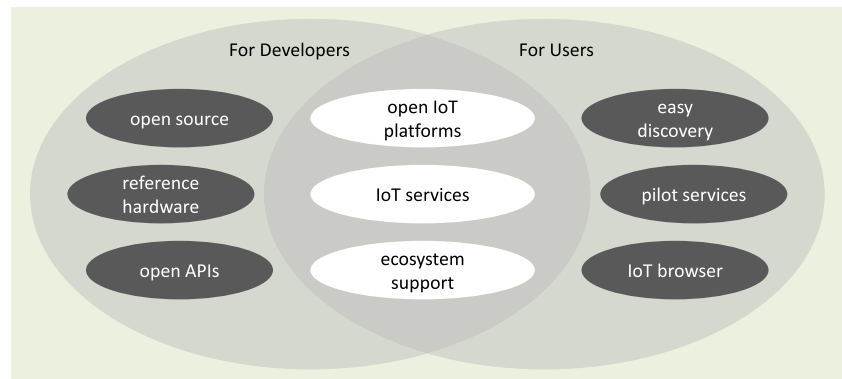 For Developers
For Users
open source
open IoT
platforms
easy
discovery
reference
hardware
IoT services
pilot services
open APIs
ecosystem
support
IoT browser